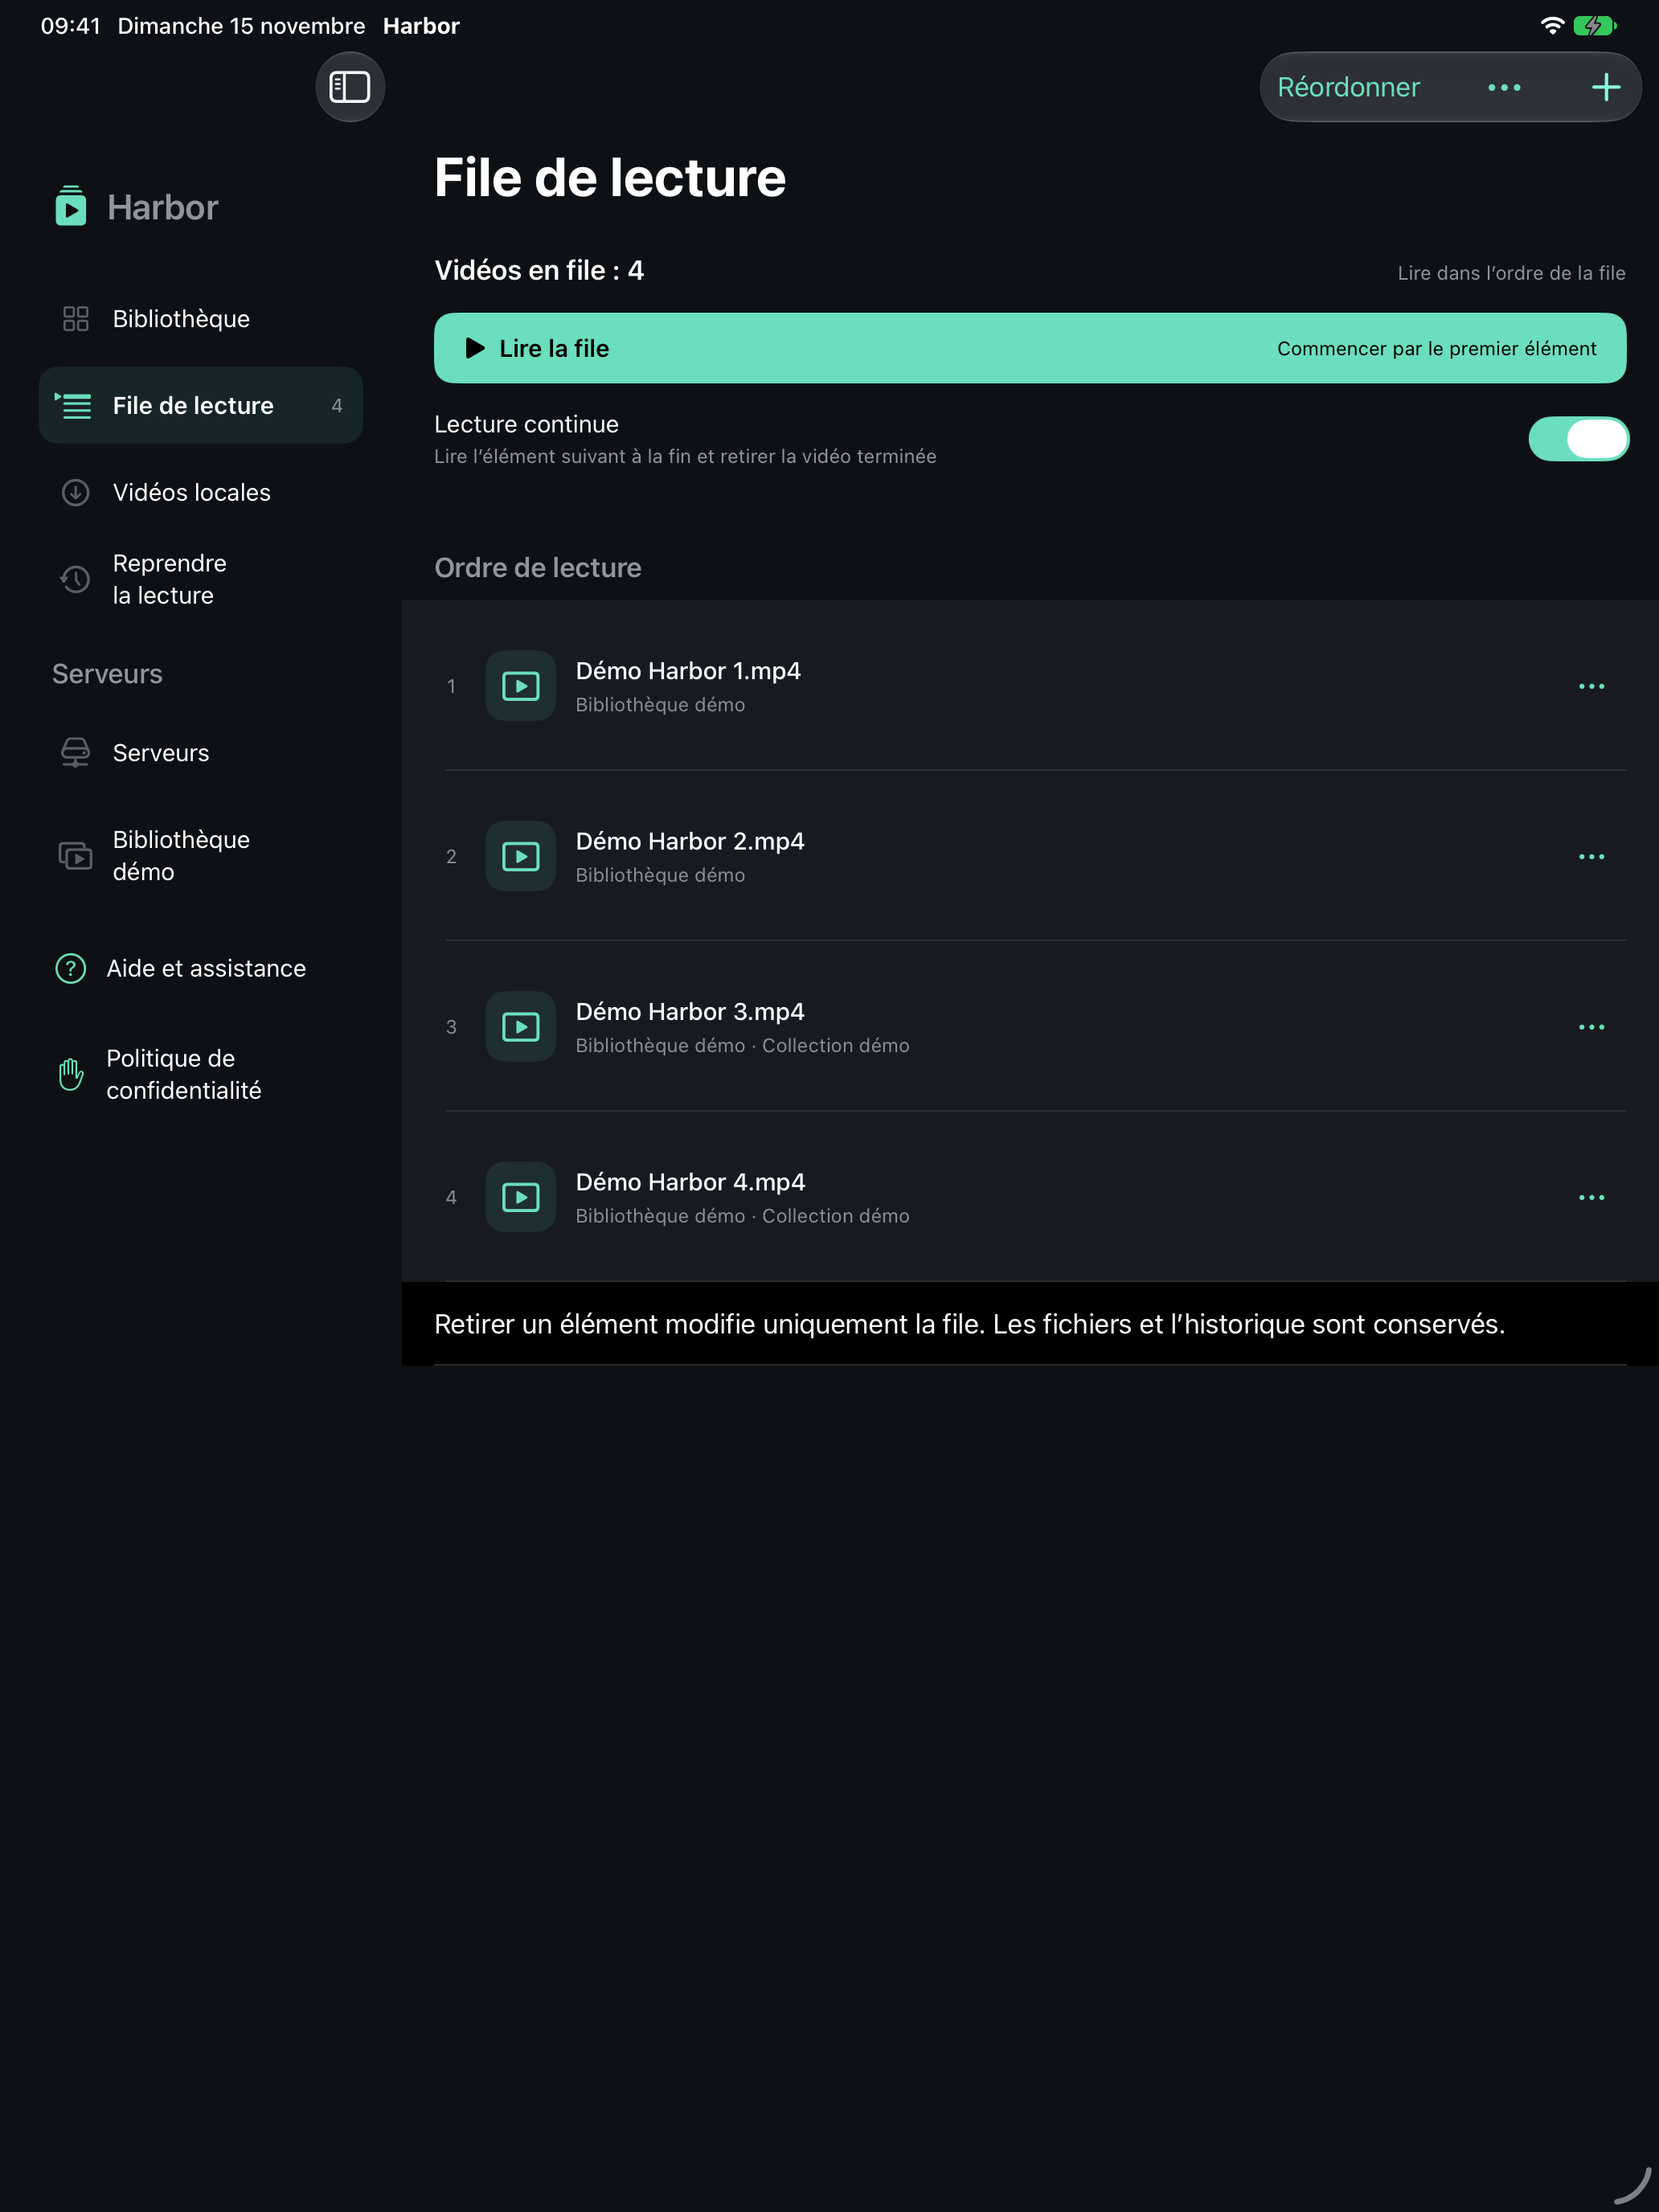 09:41 Dimanche 15 novembre Harbor
Réordonner
Harbor
Bibliothèque
File de lecture 4
Vidéos locales
Reprendre
la lecture
Serveurs
Serveurs
Bibliothèque
démo
Aide et assistance
Politique de
confidentialité
File de lecture
Vidéos en file : 4
Lire dans l’ordre de la file
Lire la file
Commencer par le premier élément
Lecture continue
Lire l’élément suivant à la fin et retirer la vidéo terminée
Ordre de lecture
1
Démo Harbor 1.mp4
Bibliothèque démo
2
Démo Harbor 2.mp4
Bibliothèque démo
3
Démo Harbor 3.mp4
Bibliothèque démo · Collection démo
4
Démo Harbor 4.mp4
Bibliothèque démo · Collection démo
Retirer un élément modifie uniquement la file. Les fichiers et l’historique sont conservés.